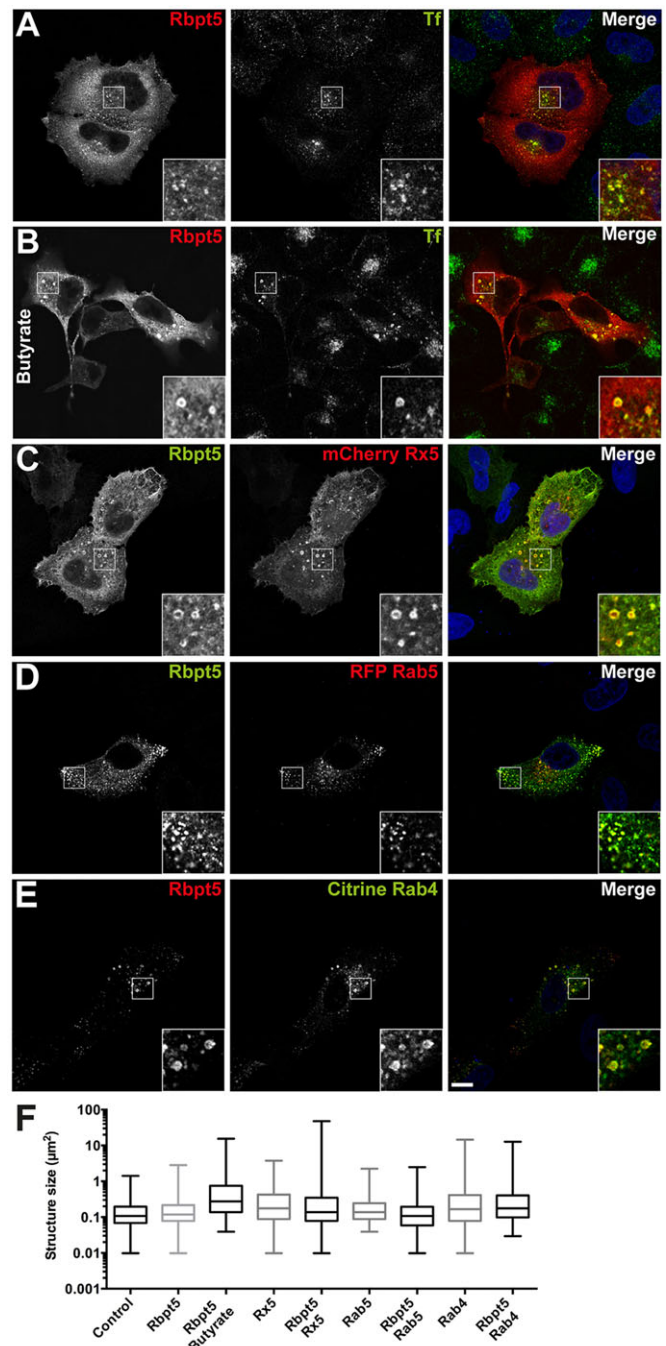 A Rbpt5 Tf Merge
B Butyrate Rbpt5 Tf Merge
C Rbpt5 mCherry Rx5 Merge
D Rbpt5 RFP Rab5 Merge
E Rbpt5 Citrine Rab4 Merge
F
Structure size (µm²)
100
10
1
0.1
0.01
0.001
Control
Rbpt5
Rbpt5
Butyrate
Rx5
Rbpt5
Rx5
Rab5
Rbpt5
Rab5
Rab4
Rbpt5
Rab4